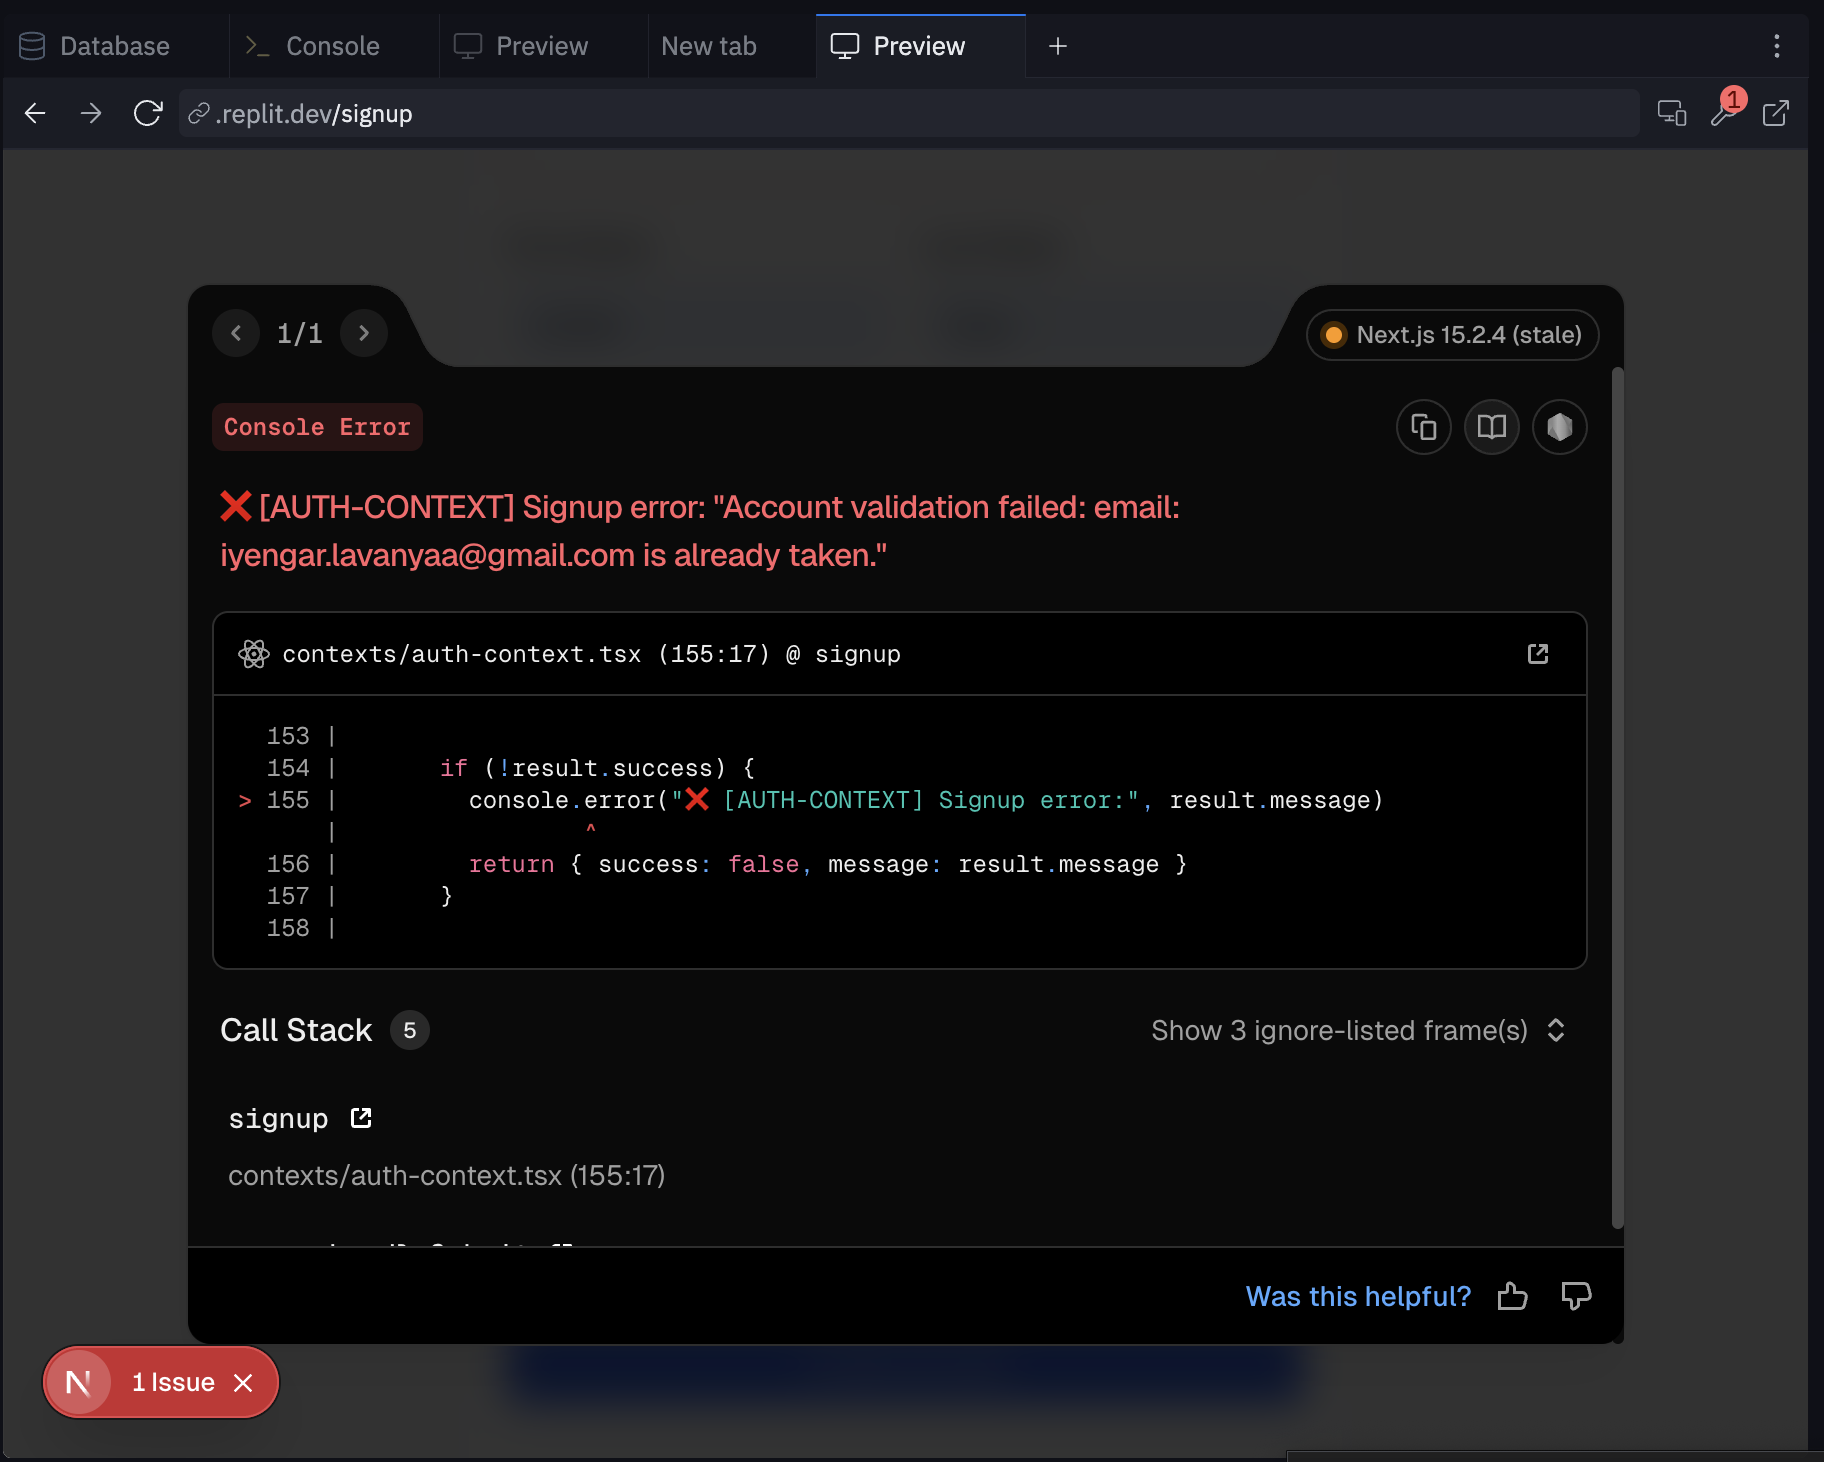 Database
Console
Preview
New tab
Preview
.replit.dev/signup
1
1/1
Next.js 15.2.4 (stale)
Console Error
❌ [AUTH-CONTEXT] Signup error: "Account validation failed: email:
iyengar.lavanyaa@gmail.com is already taken."
contexts/auth-context.tsx (155:17) @ signup
153 |
154 |       if (!result.success) {
> 155 |         console.error("❌ [AUTH-CONTEXT] Signup error:", result.message)
|                 ^
156 |         return { success: false, message: result.message }
157 |       }
158 |
Call Stack 5
Show 3 ignore-listed frame(s)
signup
contexts/auth-context.tsx (155:17)
Was this helpful?
N 1 Issue